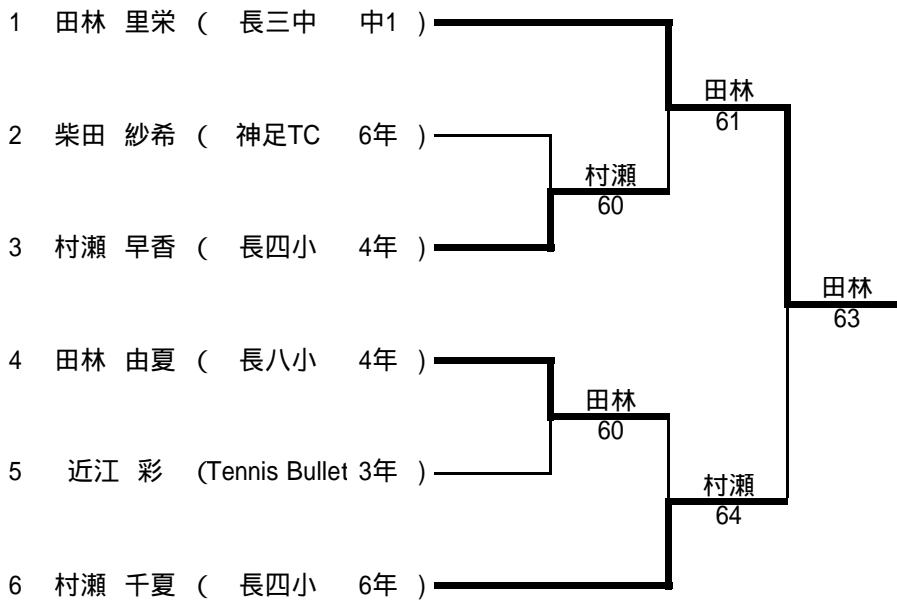 1 田林 里栄 ( 長三中 中1 )
田林
61
2 柴田 紗希 ( 神足TC 6年 )
村瀬
60
3 村瀬 早香 ( 長四小 4年 )
田林
63
4 田林 由夏 ( 長八小 4年 )
田林
60
5 近江 彩 (Tennis Bullet 3年 )
村瀬
64
6 村瀬 千夏 ( 長四小 6年 )